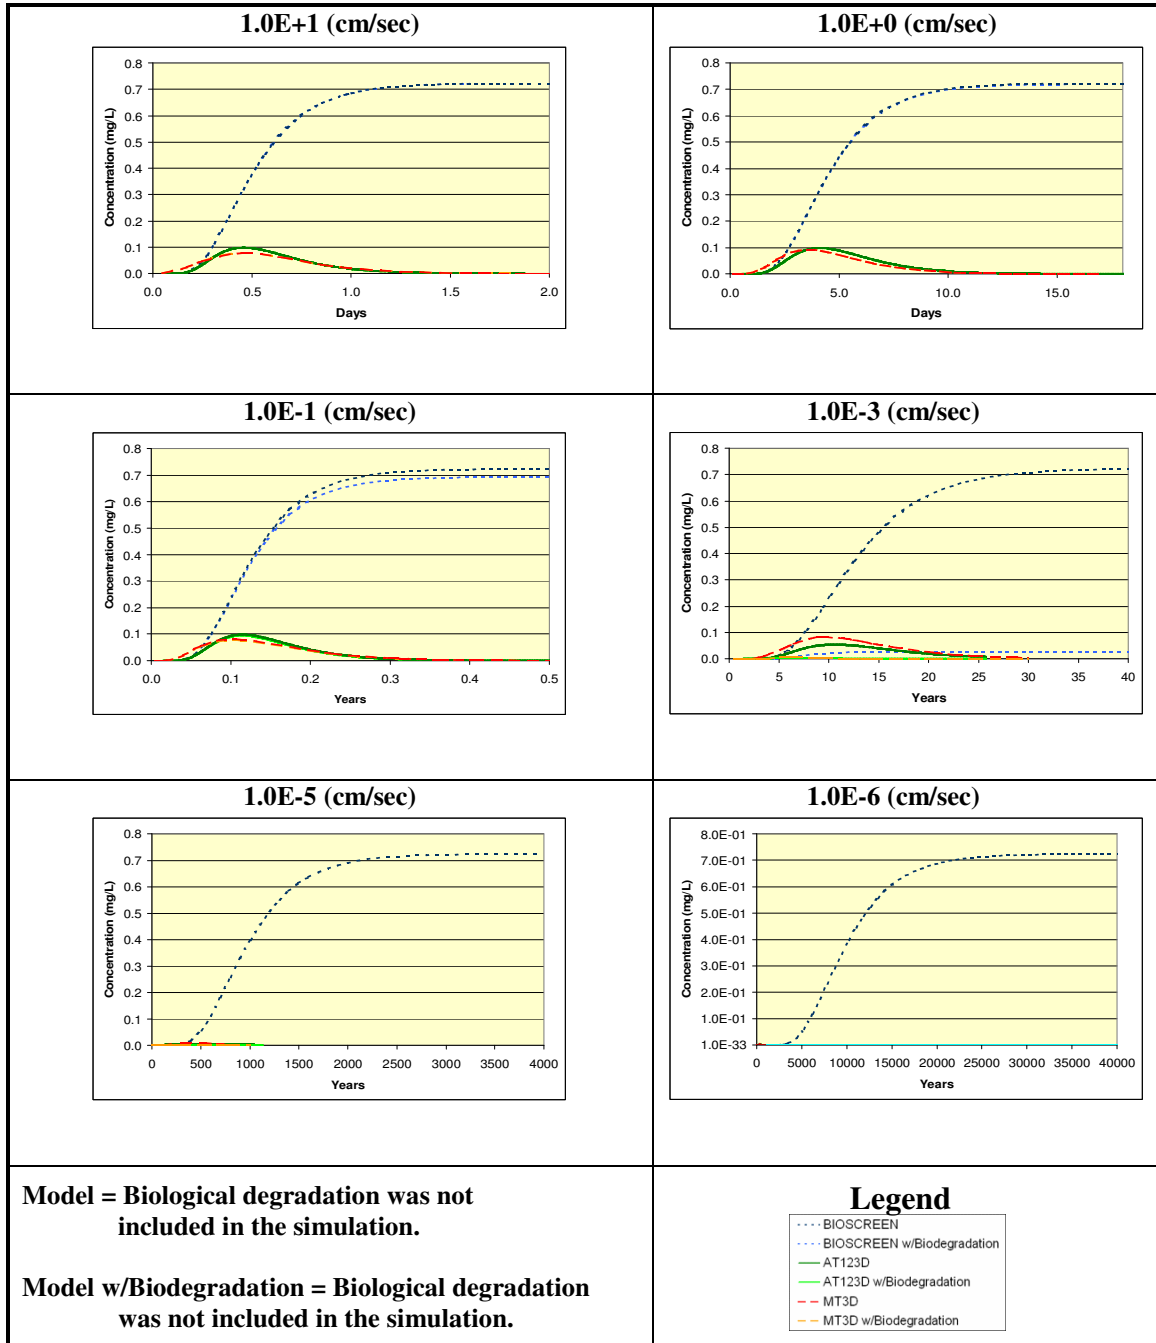 1.0E+1 (cm/sec)
0.8
0.7
0.6
0.5
0.4
0.3
0.2
0.1
0.0
Concentration (mg/L)
0.0 0.5 1.0 1.5 2.0
Days
1.0E+0 (cm/sec)
0.8
0.7
0.6
0.5
0.4
0.3
0.2
0.1
0.0
Concentration (mg/L)
0.0 5.0 10.0 15.0
Days
1.0E-1 (cm/sec)
0.8
0.7
0.6
0.5
0.4
0.3
0.2
0.1
0.0
Concentration (mg/L)
0.0 0.1 0.2 0.3 0.4 0.5
Years
1.0E-3 (cm/sec)
0.8
0.7
0.6
0.5
0.4
0.3
0.2
0.1
0.0
Concentration (mg/L)
0 5 10 15 20 25 30 35 40
Years
1.0E-5 (cm/sec)
0.8
0.7
0.6
0.5
0.4
0.3
0.2
0.1
0.0
Concentration (mg/L)
0 500 1000 1500 2000 2500 3000 3500 4000
Years
1.0E-6 (cm/sec)
8.0E-01
7.0E-01
6.0E-01
5.0E-01
4.0E-01
3.0E-01
2.0E-01
1.0E-01
1.0E-33
Concentration (mg/L)
0 5000 10000 15000 20000 25000 30000 35000 40000
Years
Model = Biological degradation was not
included in the simulation.
Model w/Biodegradation = Biological degradation
was not included in the simulation.
Legend
BIOSCREEN
BIOSCREEN w/Biodegradation
AT123D
AT123D w/Biodegradation
MT3D
MT3D w/Biodegradation